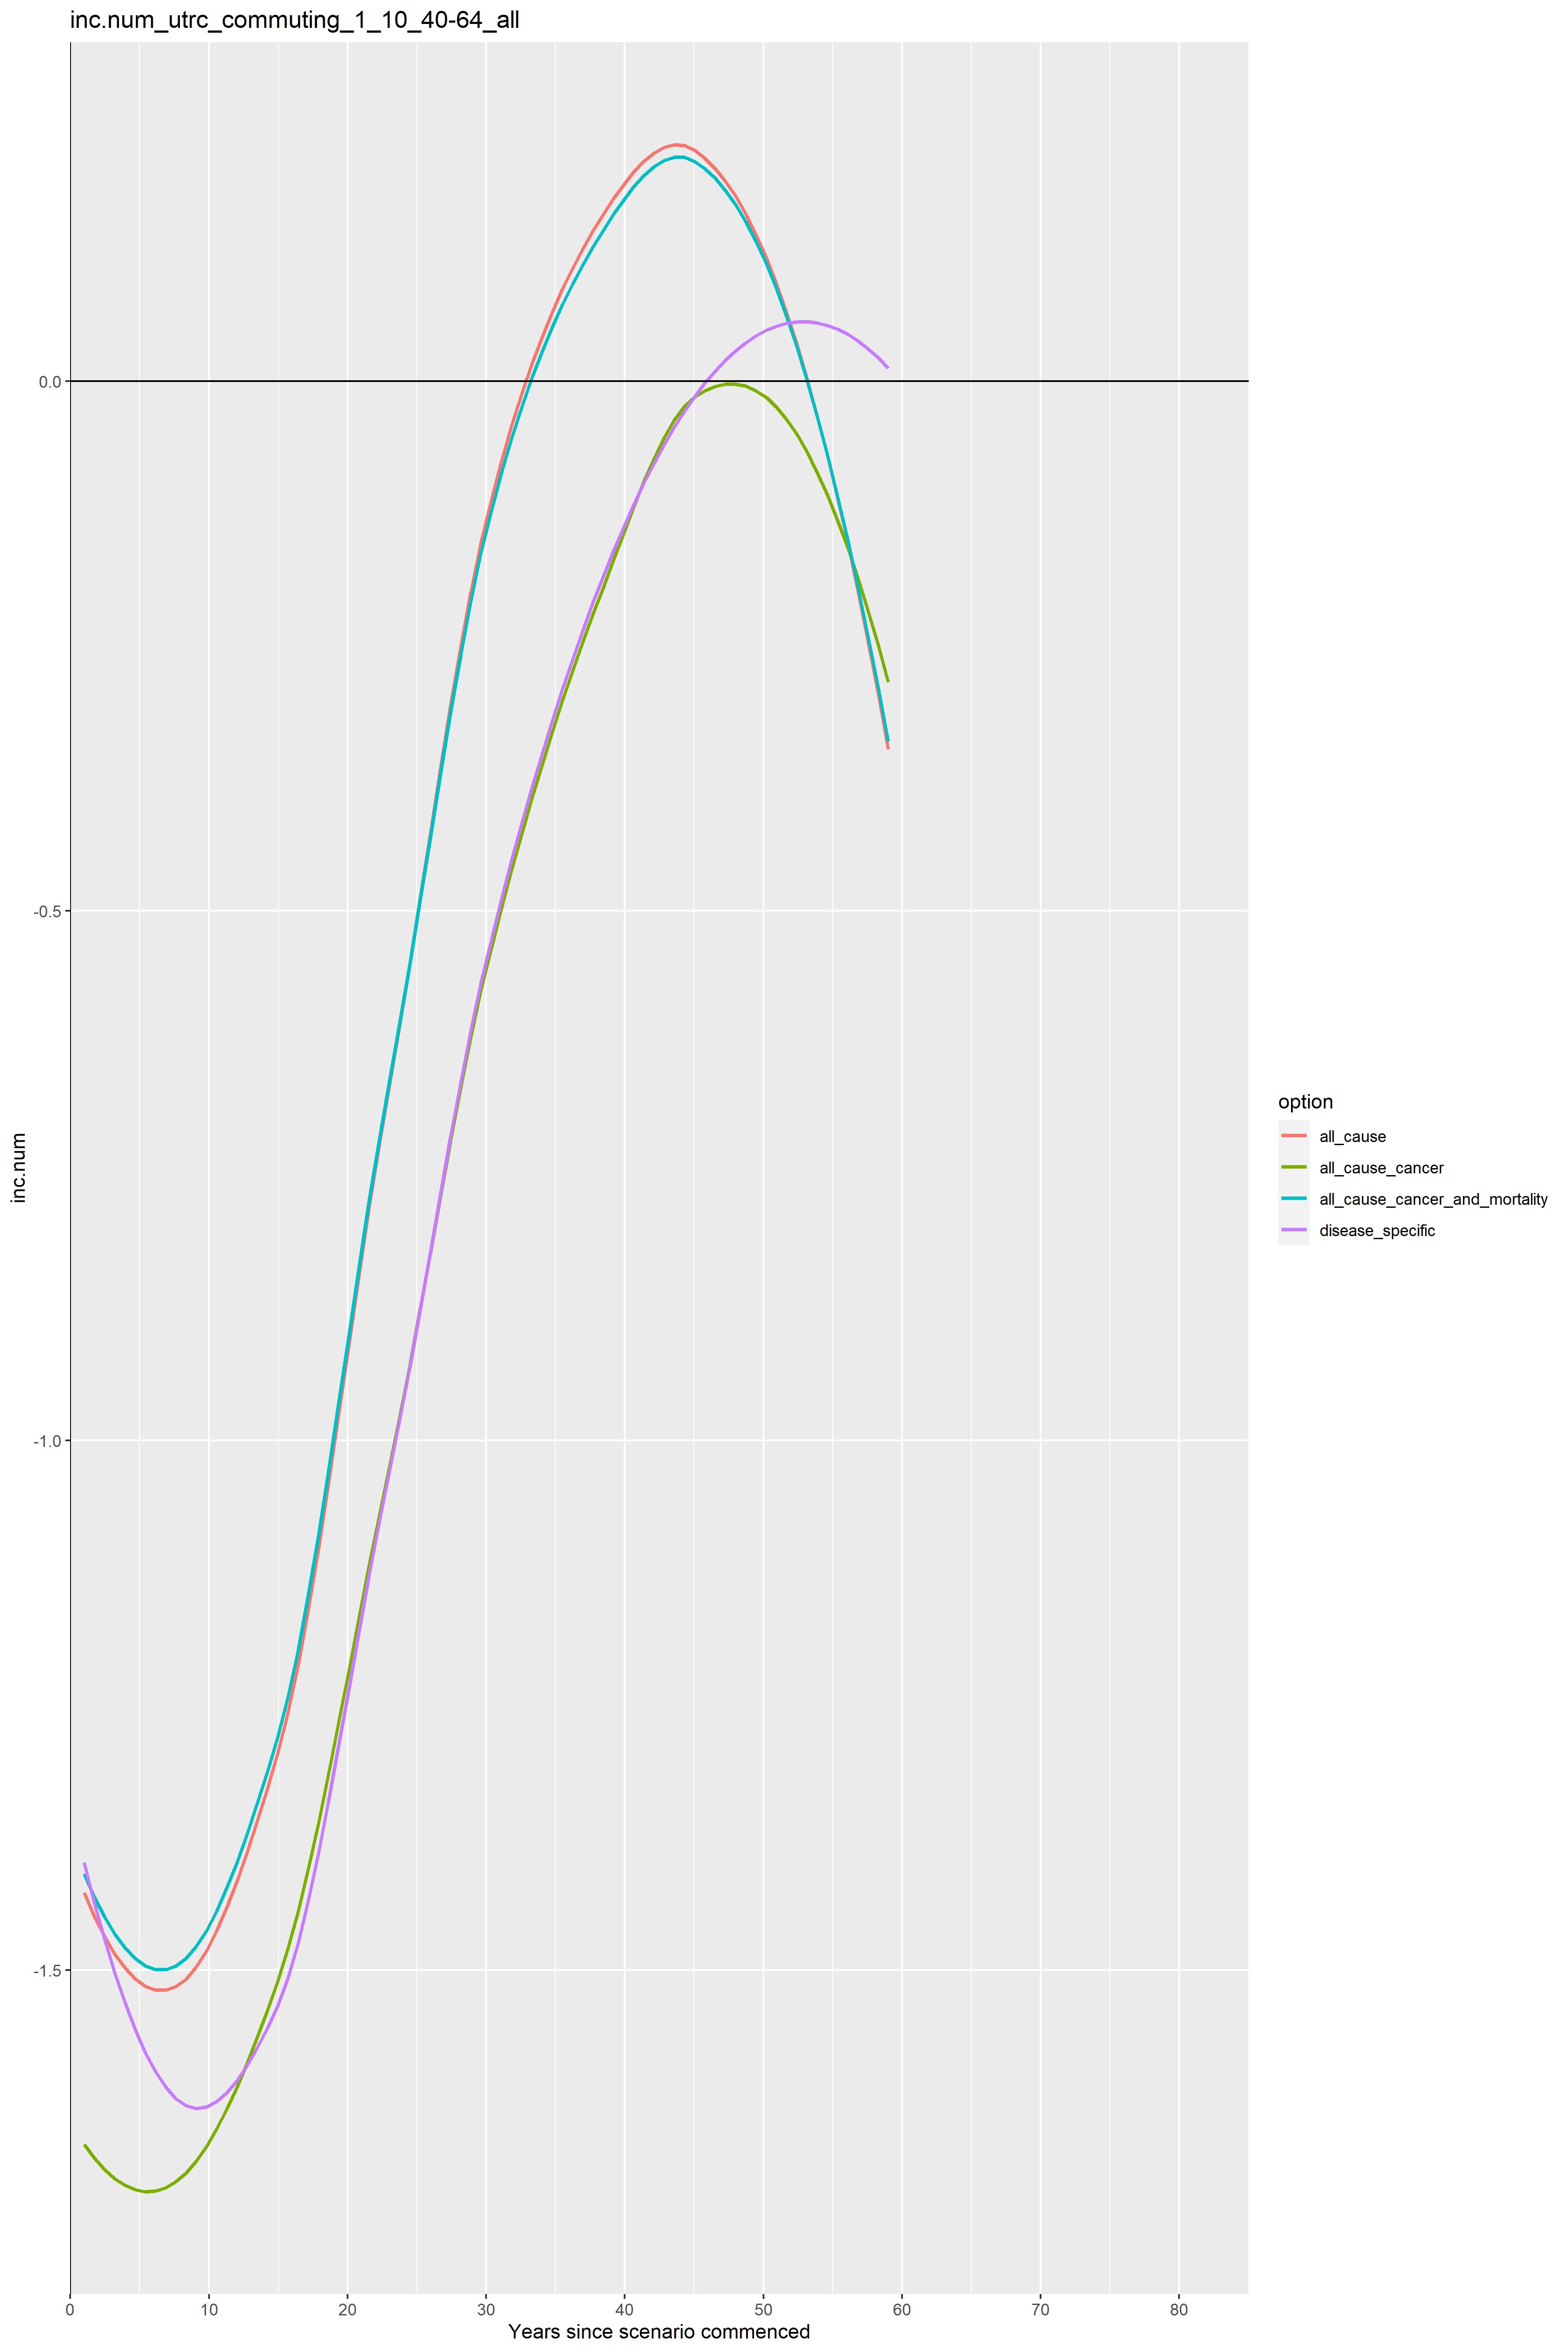 inc.num_utrc_commuting_1_10_40-64_all
inc.num
0.0
-0.5
-1.0
-1.5
0 10 20 30 40 50 60 70 80
Years since scenario commenced
option
all_cause
all_cause_cancer
all_cause_cancer_and_mortality
disease_specific